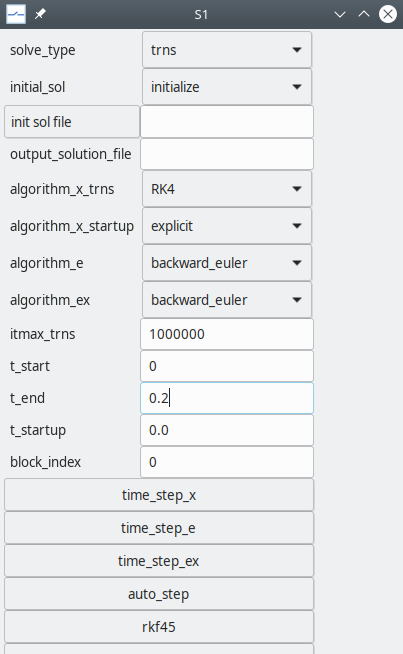 S1
solve_type trns
initial_sol initialize
init sol file
output_solution_file
algorithm_x_trns RK4
algorithm_x_startup explicit
algorithm_e backward_euler
algorithm_ex backward_euler
itmax_trns 1000000
t_start 0
t_end 0.2
t_startup 0.0
block_index 0
time_step_x
time_step_e
time_step_ex
auto_step
rkf45